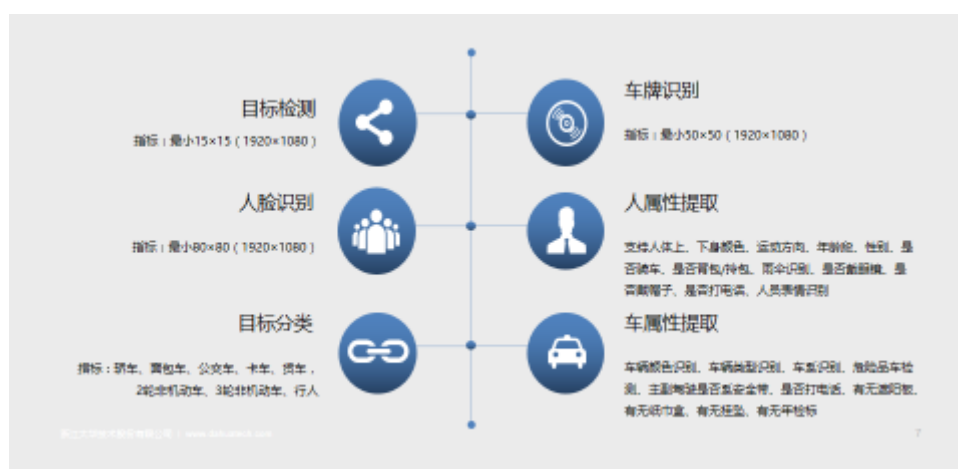 目标检测
指标：最小15×15（1920×1080）
人脸识别
指标：最小80×80（1920×1080）
目标分类
指标：轿车、面包车、公交车、卡车、货车，
2轮非机动车、3轮非机动车、行人
车牌识别
指标：最小50×50（1920×1080）
人属性提取
支持人体上、下身颜色、运动方向、年龄段、性别、是
否骑车、是否背包/持包、雨伞识别、是否戴眼镜、是
否戴帽子、是否打电话、人员表情识别
车属性提取
车辆颜色识别、车辆类型识别、车型识别、危险品车检
测、主副驾驶是否系安全带、是否打电话、有无遮阳板、
有无纸巾盒、有无挂坠、有无年检标
7